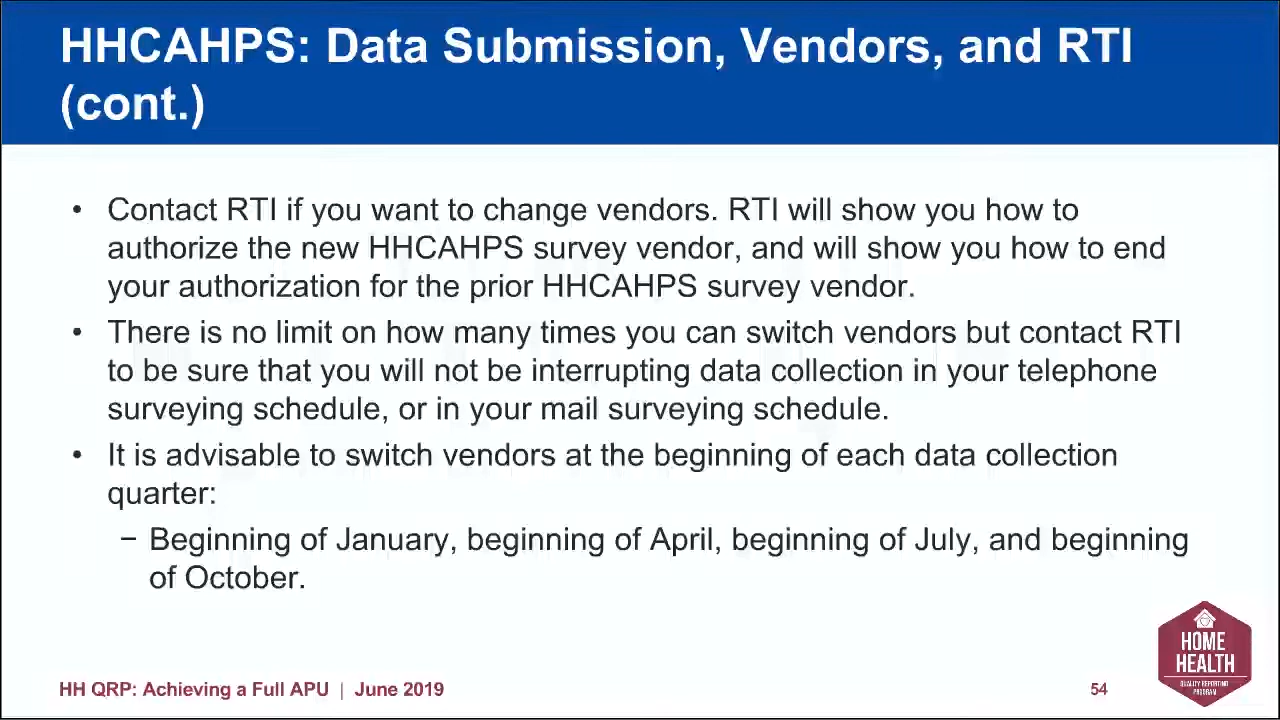 HHCAHPS: Data Submission, Vendors, and RTI
(cont.)
• Contact RTI if you want to change vendors. RTI will show you how to
authorize the new HHCAHPS survey vendor, and will show you how to end
your authorization for the prior HHCAHPS survey vendor.
• There is no limit on how many times you can switch vendors but contact RTI
to be sure that you will not be interrupting data collection in your telephone
surveying schedule, or in your mail surveying schedule.
• It is advisable to switch vendors at the beginning of each data collection
quarter:
− Beginning of January, beginning of April, beginning of July, and beginning
of October.
HH QRP: Achieving a Full APU | June 2019
54
HOME
HEALTH
QUALITY REPORTING
PROGRAM